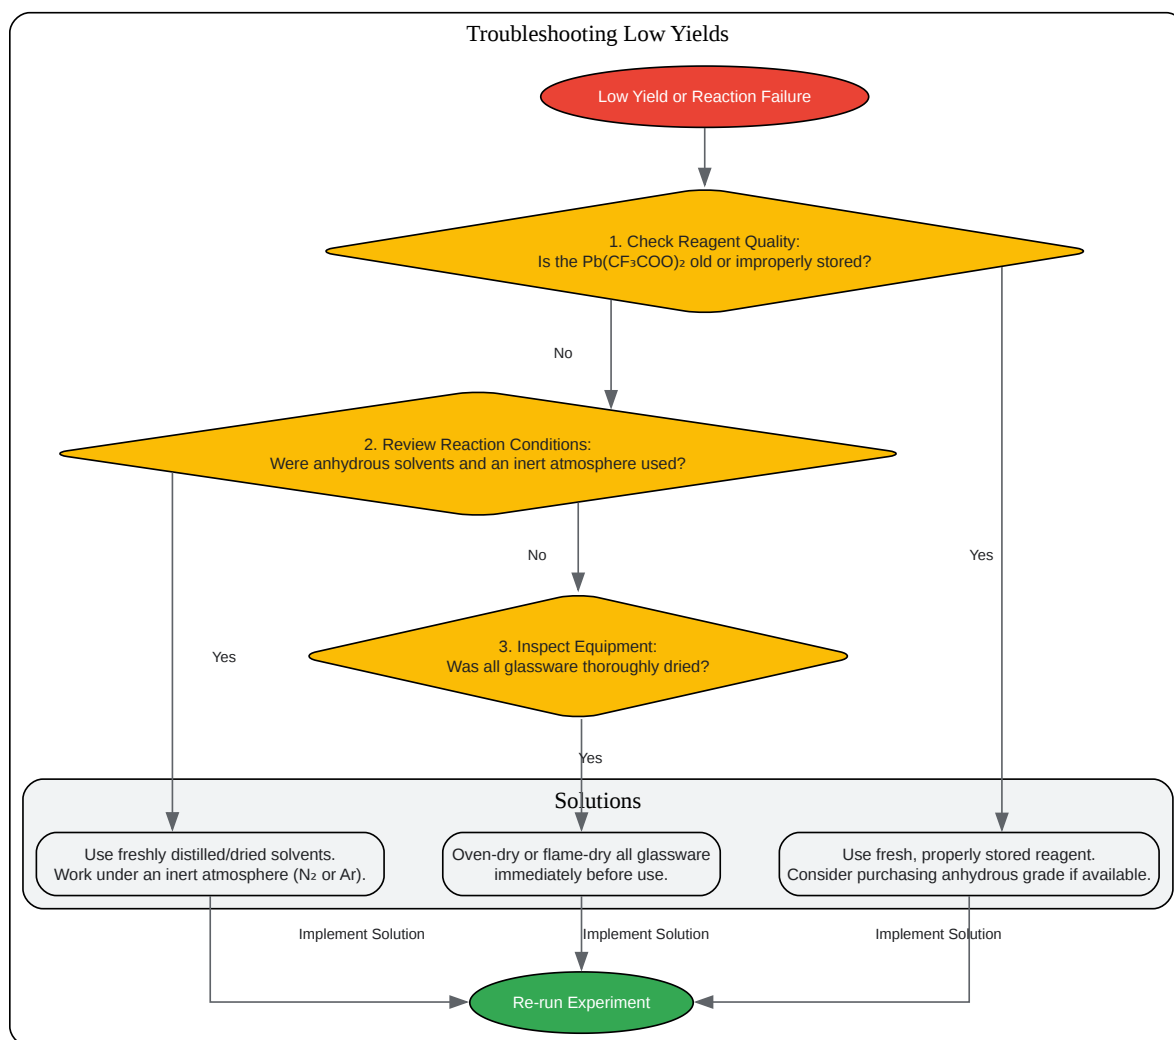 Troubleshooting Low Yields
Low Yield or Reaction Failure
1. Check Reagent Quality:
Is the Pb(CF₃COO)₂ old or improperly stored?
No
2. Review Reaction Conditions:
Were anhydrous solvents and an inert atmosphere used?
No
Yes
3. Inspect Equipment:
Was all glassware thoroughly dried?
Yes
Yes
Solutions
Use freshly distilled/dried solvents.
Work under an inert atmosphere (N₂ or Ar).
Oven-dry or flame-dry all glassware
immediately before use.
Use fresh, properly stored reagent.
Consider purchasing anhydrous grade if available.
Implement Solution
Implement Solution
Implement Solution
Re-run Experiment